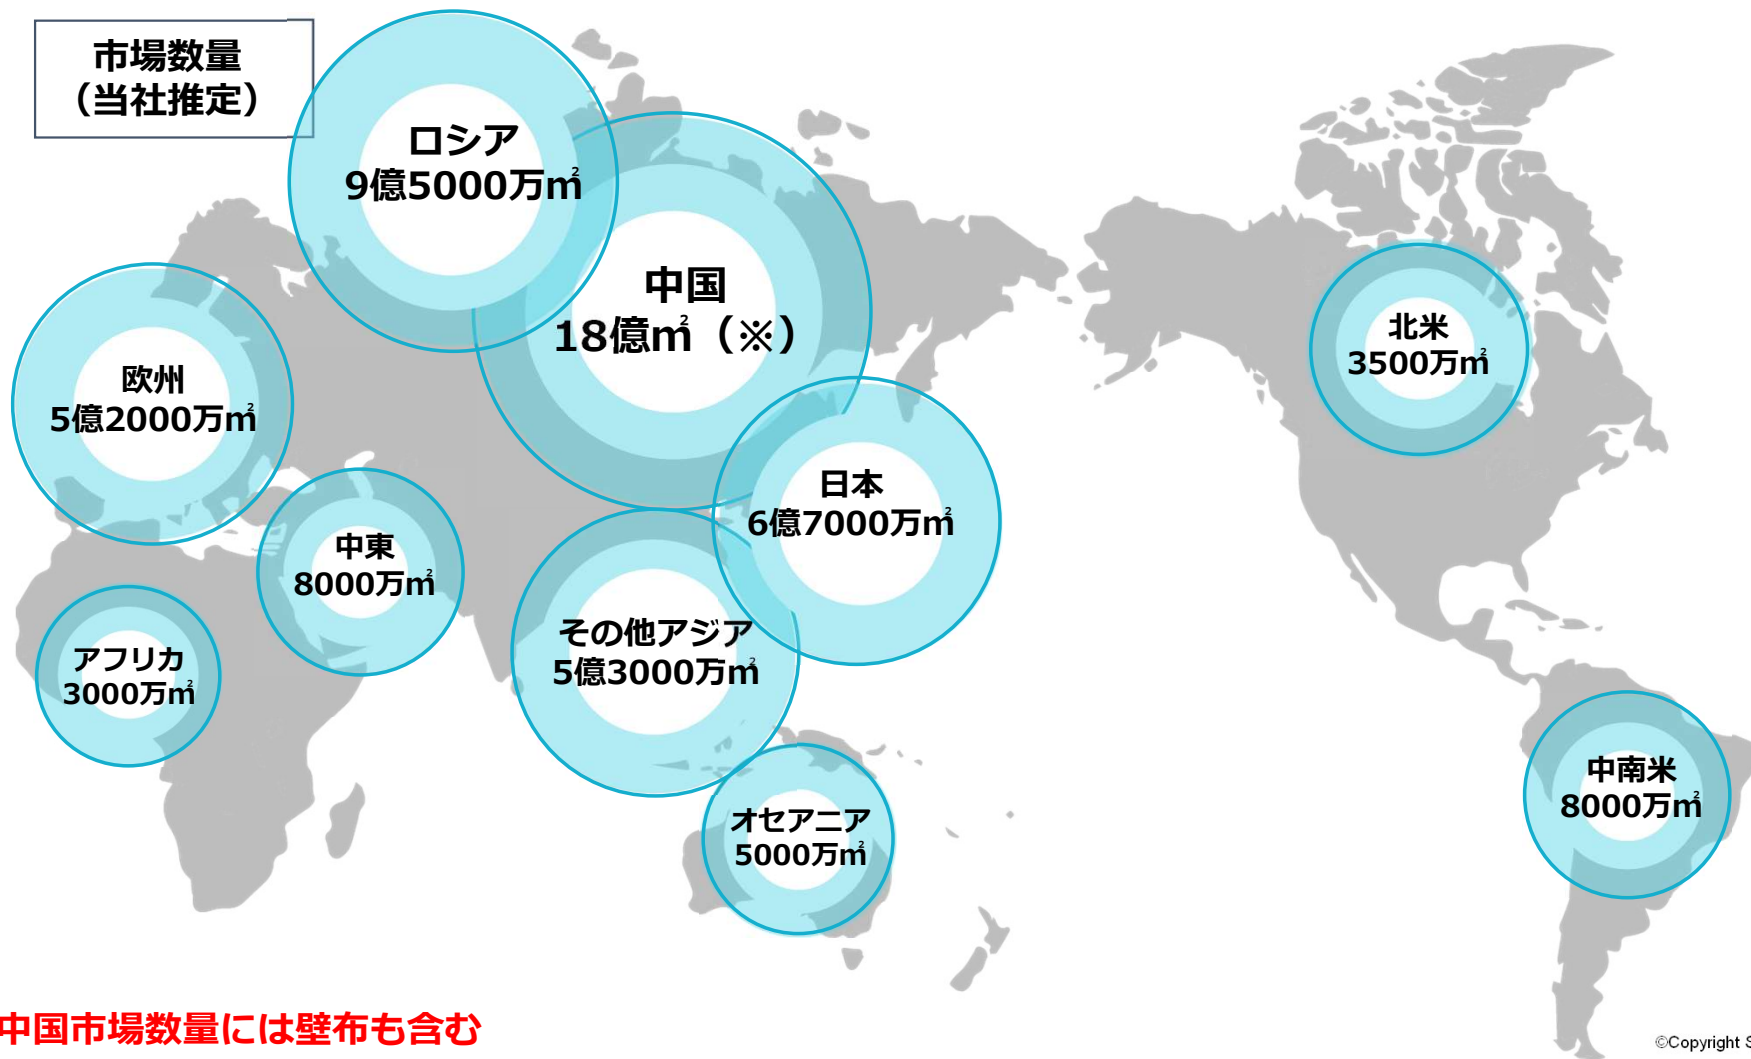 市場数量
（当社推定）
ロシア
9億5000万㎡
中国
18億㎡（※）
北米
3500万㎡
欧州
5億2000万㎡
日本
6億7000万㎡
中東
8000万㎡
その他アジア
5億3000万㎡
アフリカ
3000万㎡
中南米
8000万㎡
オセアニア
5000万㎡
中国市場数量には壁布も含む
©Copyright S